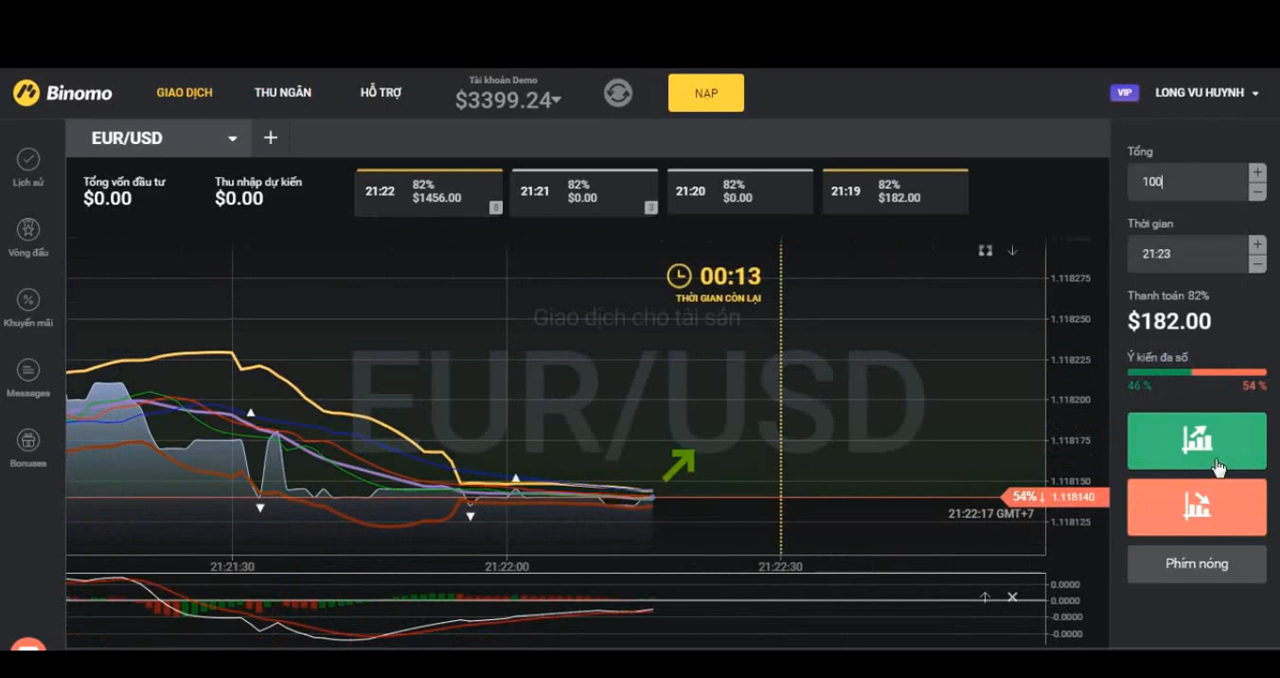 Binomo
GIAO DỊCH
THU NGÂN
HỖ TRỢ
Tài khoản Demo
$3399.24
NẠP
VIP
LONG VU HUYNH
EUR/USD
+
Lịch sử
Vòng đấu
Khuyến mãi
Messages
Bonuses
Tổng vốn đầu tư
$0.00
Thu nhập dự kiến
$0.00
21:22
82%
$1456.00
8
21:21
82%
$0.00
3
21:20
82%
$0.00
21:19
82%
$182.00
00:13
THỜI GIAN CÒN LẠI
Giao dịch cho tài sản
EUR/USD
1.118275
1.118250
1.118225
1.118200
1.118175
1.118150
54% ↓ 1.118140
21:22:17 GMT+7
1.118125
21:21:30
21:22:00
21:22:30
0.0000
0.0000
-0.0000
-0.0000
Tổng
100
+
−
Thời gian
21:23
+
−
Thanh toán 82%
$182.00
Ý kiến đa số
46 %
54 %
Phím nóng